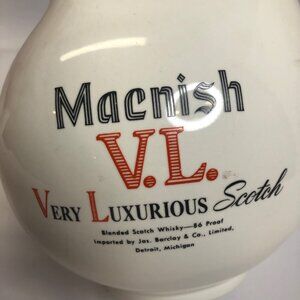 Macnish
V.L.
VERY LUXURIOUS Scotch
Blended Scotch Whisky—86 Proof
Imported by Jas. Barclay & Co., Limited,
Detroit, Michigan